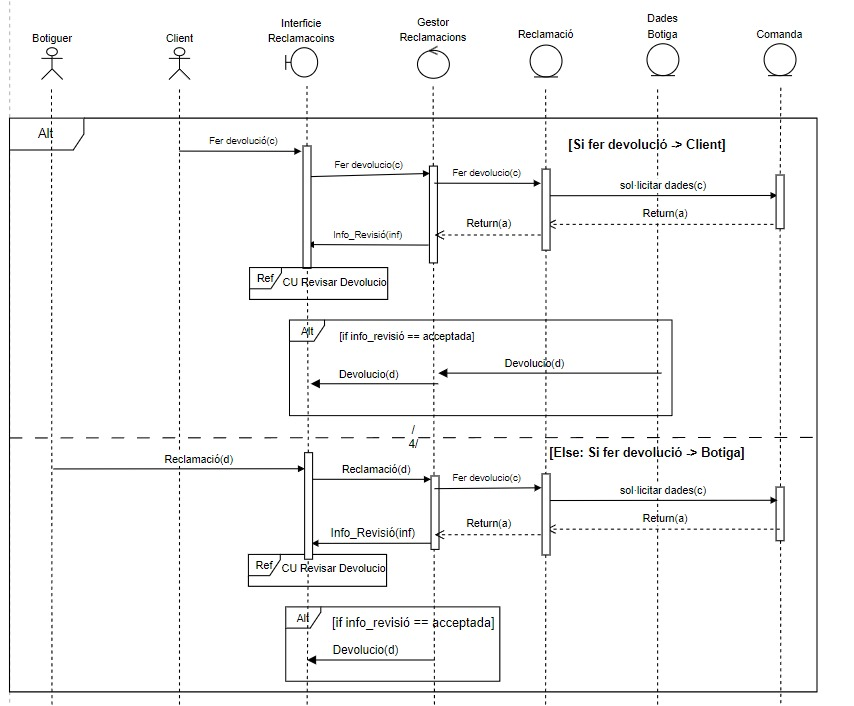 Botiguer
Client
Interfície
Reclamacoins
Gestor
Reclamacions
Reclamació
Dades
Botiga
Comanda
Alt
Fer devolució(c)
[Si fer devolució -> Client]
Fer devolucio(c)
Fer devolucio(c)
sol·licitar dades(c)
Return(a)
Return(a)
Info_Revisió(inf)
Ref
CU Revisar Devolucio
Alt
[if info_revisió == acceptada]
Devolucio(d)
Devolucio(d)
/
4/
[Else: Si fer devolució -> Botiga]
Reclamació(d)
Reclamació(d)
Fer devolucio(c)
sol·licitar dades(c)
Return(a)
Return(a)
Info_Revisió(inf)
Ref
CU Revisar Devolucio
Alt
[if info_revisió == acceptada]
Devolucio(d)